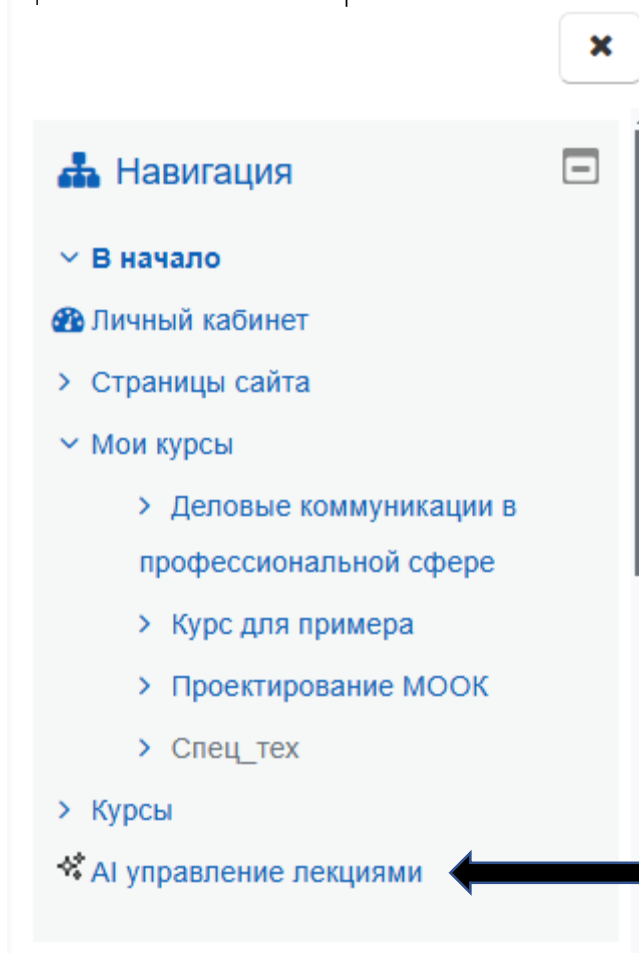 Навигация
В начало
Личный кабинет
Страницы сайта
Мои курсы
Деловые коммуникации в
профессиональной сфере
Курс для примера
Проектирование МООК
Спец_тех
Курсы
AI управление лекциями